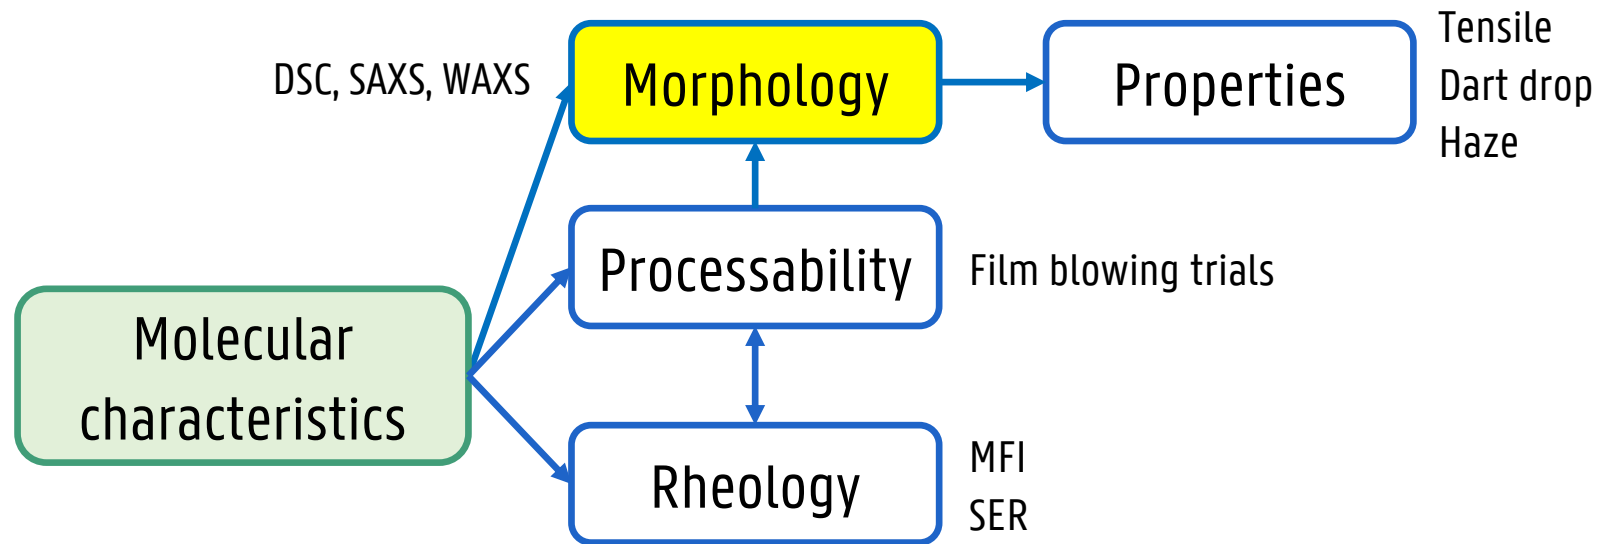 DSC, SAXS, WAXS
Morphology
Properties
Tensile
Dart drop
Haze
Processability
Film blowing trials
Molecular
characteristics
Rheology
MFI
SER